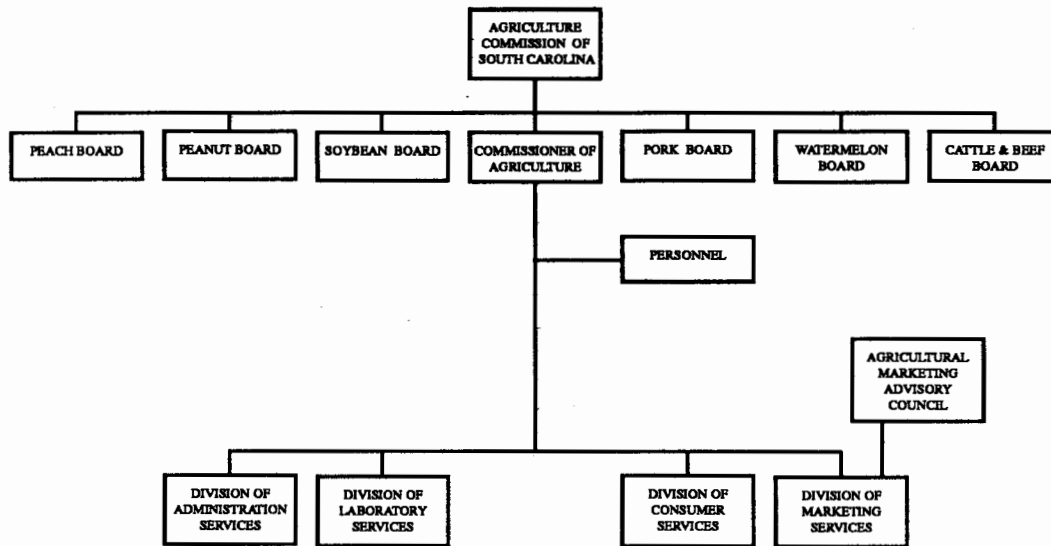 AGRICULTURE
COMMISSION OF
SOUTH CAROLINA
PEACH BOARD
PEANUT BOARD
SOYBEAN BOARD
COMMISSIONER OF
AGRICULTURE
PORK BOARD
WATERMELON
BOARD
CATTLE & BEEF
BOARD
PERSONNEL
AGRICULTURAL
MARKETING
ADVISORY
COUNCIL
DIVISION OF
ADMINISTRATION
SERVICES
DIVISION OF
LABORATORY
SERVICES
DIVISION OF
CONSUMER
SERVICES
DIVISION OF
MARKETING
SERVICES